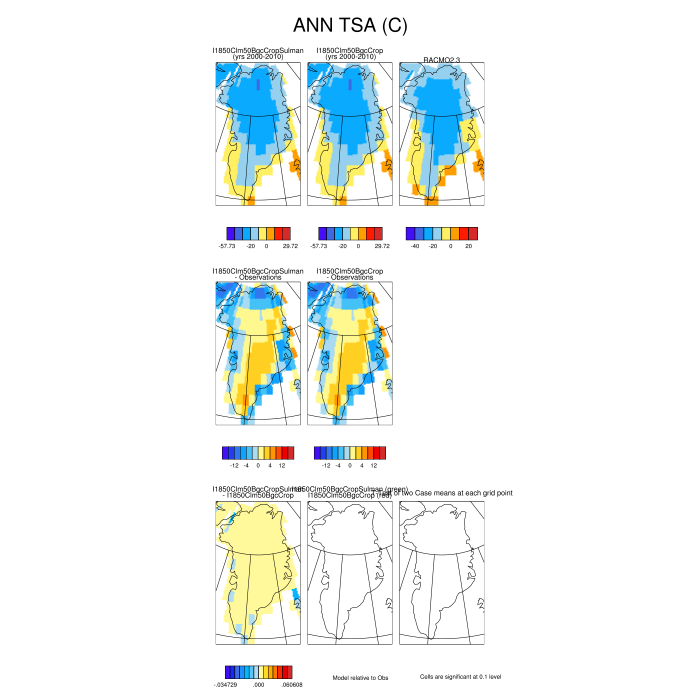 ANN TSA (C)
I1850Clm50BgcCropSulman
(yrs 2000-2010)
I1850Clm50BgcCrop
(yrs 2000-2010)
RACMO2.3
-57.73 -20 0 29.72
-57.73 -20 0 29.72
-40 -20 0 20
I1850Clm50BgcCropSulman
- Observations
I1850Clm50BgcCrop
- Observations
-12 -4 0 4 12
-12 -4 0 4 12
I1850Clm50BgcCropSulman
- I1850Clm50BgcCrop
I1850Clm50BgcCropSulman (green)
I1850Clm50BgcCrop (red)
of two Case means at each grid point
-.034729 .000 .060608
Model relative to Obs
Cells are significant at 0.1 level